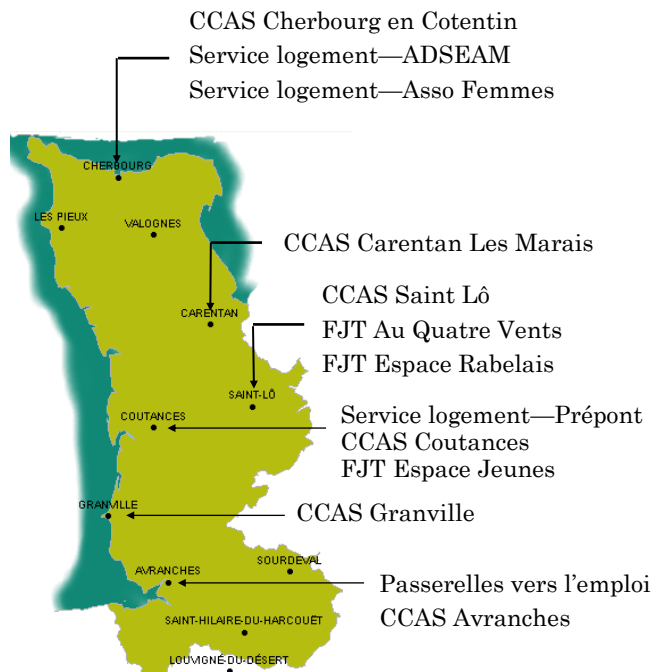 CCAS Cherbourg en Cotentin
Service logement—ADSEAM
Service logement—Asso Femmes
CHERBOURG
LES PIEUX
VALOGNES
CCAS Carentan Les Marais
CARENTAN
CCAS Saint Lô
FJT Au Quatre Vents
FJT Espace Rabelais
SAINT-LÔ
COUTANCES
Service logement—Prépont
CCAS Coutances
FJT Espace Jeunes
GRANVILLE
CCAS Granville
SOURDEVAL
AVRANCHES
Passerelles vers l'emploi
CCAS Avranches
SAINT-HILAIRE-DU-HARCOUËT
LOUVIGNÉ-DU-DÉSERT